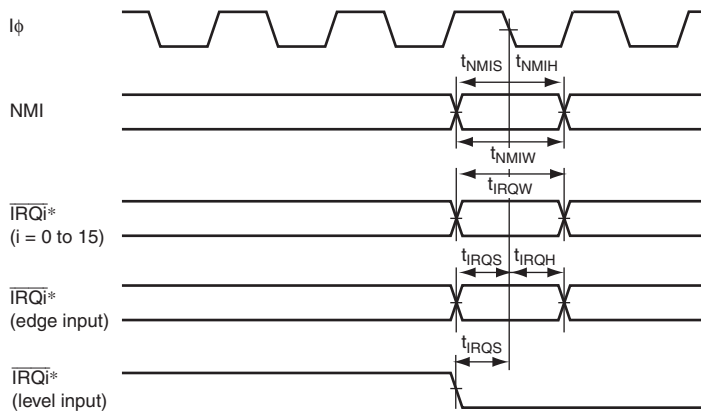 Iφ
tNMIS tNMIH
NMI
tNMIW
tIRQW
IRQi*
(i = 0 to 15)
tIRQS tIRQH
IRQi*
(edge input)
tIRQS
IRQi*
(level input)